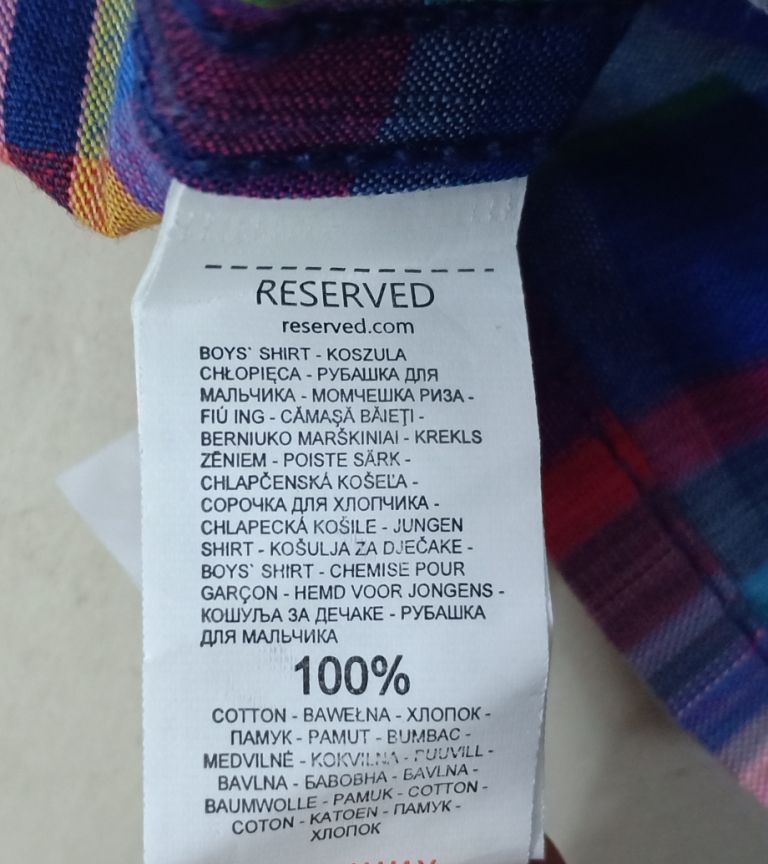 RESERVED
reserved.com
BOYS` SHIRT - KOSZULA
CHŁOPIĘCA - РУБАШКА ДЛЯ
МАЛЬЧИКА - МОМЧЕШКА РИЗА -
FIÚ ING - CĂMAŞĂ BĂIEŢI -
BERNIUKO MARŠKINIAI - KREKLS
ZĒNIEM - POISTE SÄRK -
CHLAPČENSKÁ KOŠEĽA -
СОРОЧКА ДЛЯ ХЛОПЧИКА -
CHLAPECKÁ KOŠILE - JUNGEN
SHIRT - KOŠULJA ZA DJEČAKE -
BOYS` SHIRT - CHEMISE POUR
GARÇON - HEMD VOOR JONGENS -
КОШУЉА ЗА ДЕЧАКЕ - РУБАШКА
ДЛЯ МАЛЬЧИКА
100%
COTTON - BAWEŁNA - ХЛОПОК -
ПАМУК - PAMUT - BUMBAC -
MEDVILNĖ - KOKVILNA - PUUVILL -
BAVLNA - БАВОВНА - BAVLNA -
BAUMWOLLE - PAMUK - COTTON -
COTON - KATOEN - ПАМУК -
ХЛОПОК